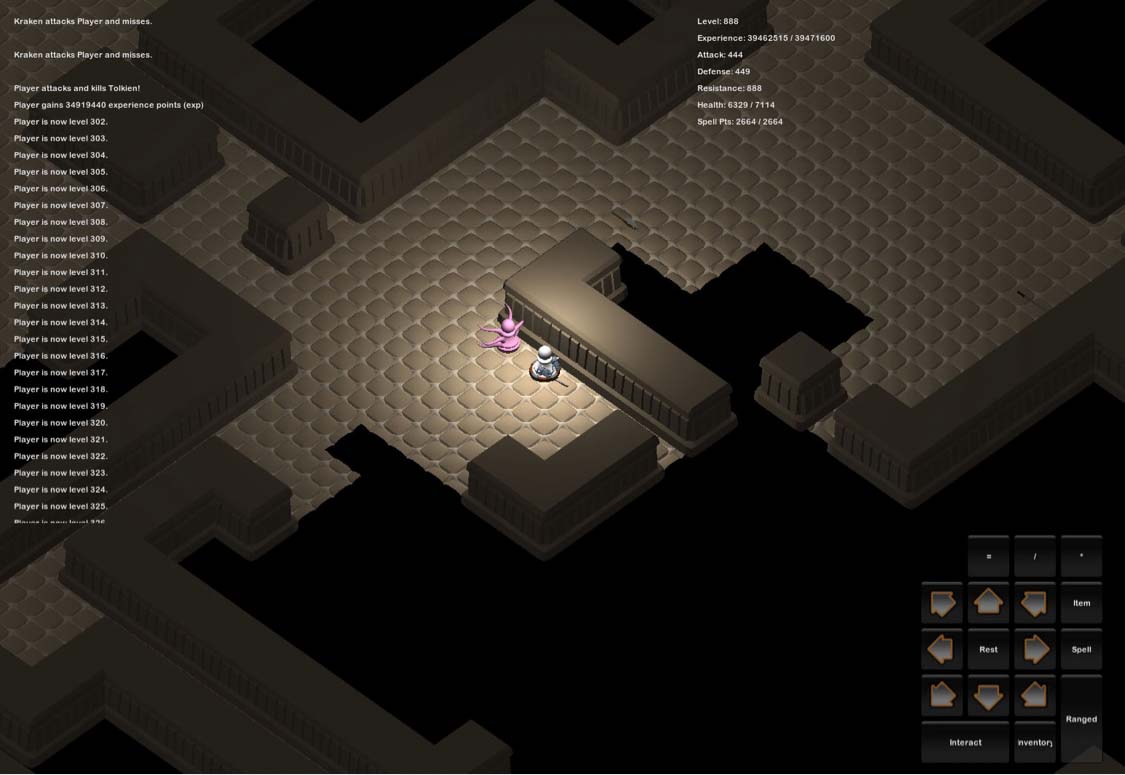 Kraken attacks Player and misses.
Kraken attacks Player and misses.
Player attacks and kills Tolkien!
Player gains 34919440 experience points (exp)
Player is now level 302.
Player is now level 303.
Player is now level 304.
Player is now level 305.
Player is now level 306.
Player is now level 307.
Player is now level 308.
Player is now level 309.
Player is now level 310.
Player is now level 311.
Player is now level 312.
Player is now level 313.
Player is now level 314.
Player is now level 315.
Player is now level 316.
Player is now level 317.
Player is now level 318.
Player is now level 319.
Player is now level 320.
Player is now level 321.
Player is now level 322.
Player is now level 323.
Player is now level 324.
Player is now level 325.
Player is now level 326.
Level: 888
Experience: 39462515 / 39471600
Attack: 444
Defense: 449
Resistance: 888
Health: 6329 / 7114
Spell Pts: 2664 / 2664
= / *
Item
Rest
Spell
Ranged
Interact
Inventory